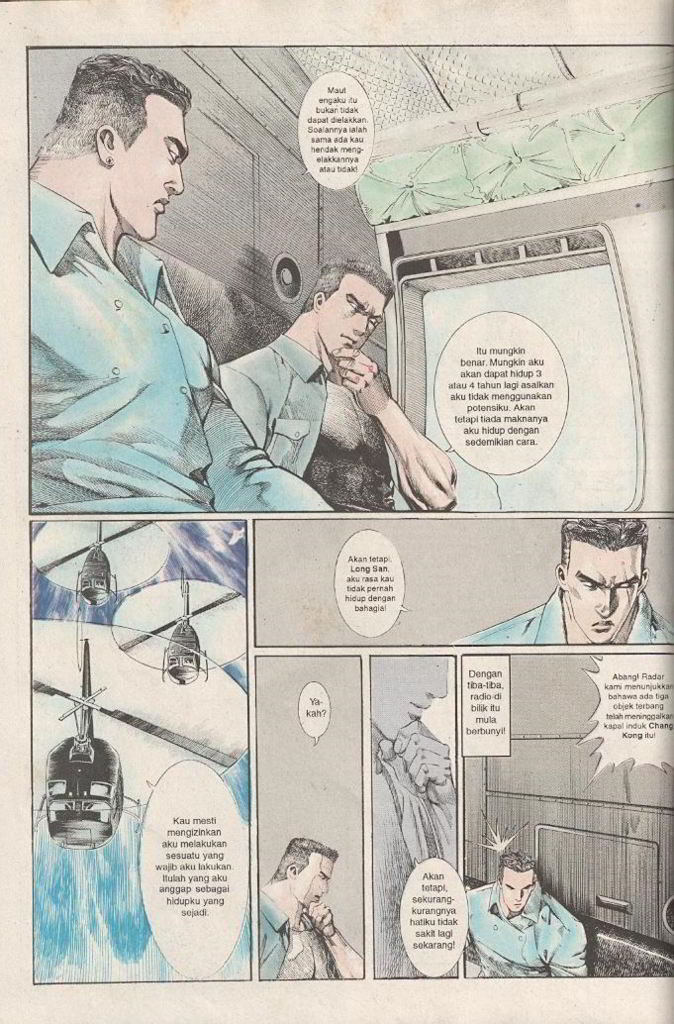 Maut
engaku itu
bukan tidak
dapat dielakkan.
Soalannya ialah
sama ada kau
hendak meng-
elakkannya
atau tidak!
Itu mungkin
benar. Mungkin aku
akan dapat hidup 3
atau 4 tahun lagi asalkan
aku tidak menggunakan
potensiku. Akan
tetapi tiada maknanya
aku hidup dengan
sedemikian cara.
Akan tetapi,
Long San,
aku rasa kau
tidak pernah
hidup dengan
bahagia!
Kau mesti
mengizinkan
aku melakukan
sesuatu yang
wajib aku lakukan.
Itulah yang aku
anggap sebagai
hidupku yang
sejadi.
Ya-
kah?
Akan
tetapi,
sekurang-
kurangnya
hatiku tidak
sakit lagi
sekarang!
Dengan
tiba-tiba,
radio di
bilik itu
mula
berbunyi!
Abang! Radar
kami menunjukkan
bahawa ada tiga
objek terbang
telah meninggalkan
kapal induk Chang
Kong itu!